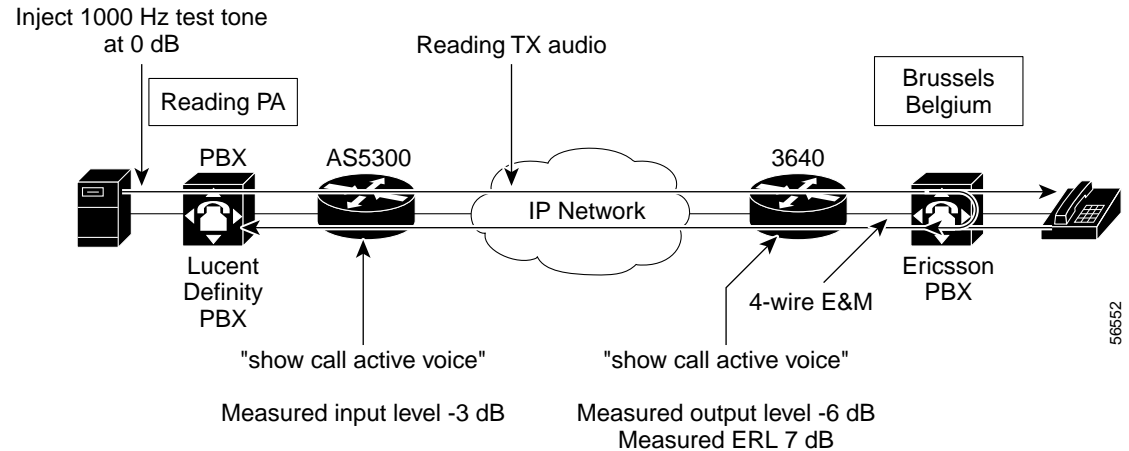 Inject 1000 Hz test tone
at 0 dB
Reading TX audio
Reading PA
Brussels
Belgium
PBX
AS5300
3640
IP Network
Lucent
Definity
PBX
4-wire E&M
Ericsson
PBX
56552
"show call active voice"
"show call active voice"
Measured input level -3 dB
Measured output level -6 dB
Measured ERL 7 dB